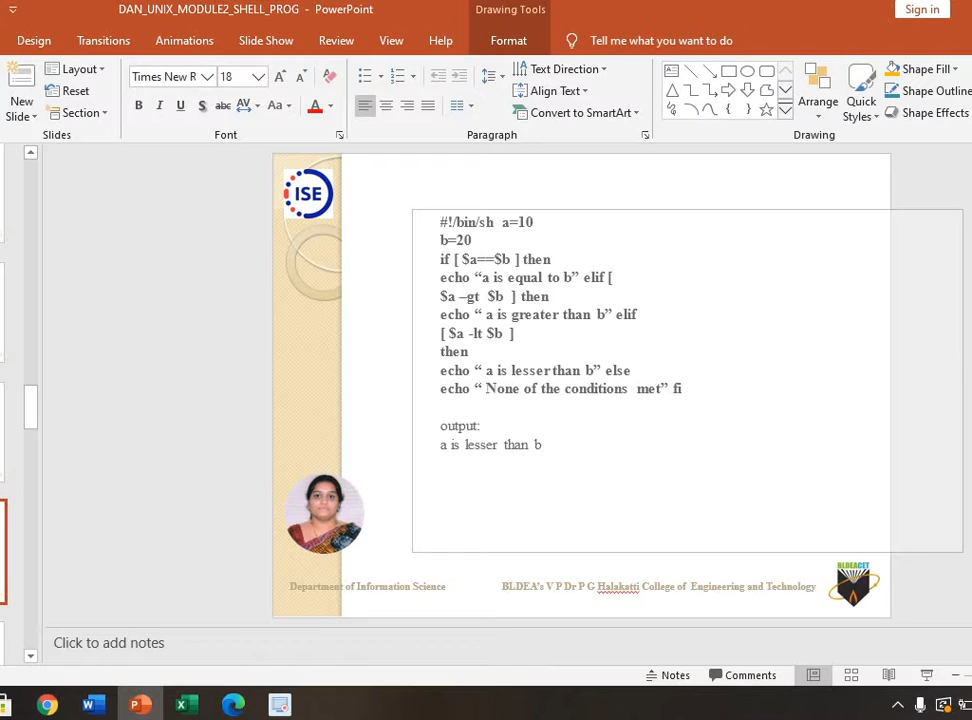 DAN_UNIX_MODULE2_SHELL_PROG - PowerPoint
Drawing Tools
Sign in
Design Transitions Animations Slide Show Review View Help Format Tell me what you want to do
Layout
Reset
Section
New
Slide
Slides
Times New R 18
B I U S abc AV Aa A
Font
Text Direction
Align Text
Convert to SmartArt
Paragraph
Arrange
Quick
Styles
Drawing
Shape Fill
Shape Outline
Shape Effects
ISE
#!/bin/sh a=10
b=20
if [ $a==$b ] then
echo “a is equal to b” elif [
$a –gt $b ] then
echo “ a is greater than b” elif
[ $a -lt $b ]
then
echo “ a is lesser than b” else
echo “ None of the conditions met” fi
output:
a is lesser than b
BLDEACET
Department of Information Science
BLDEA's V P Dr P G Halakatti College of Engineering and Technology
Click to add notes
Notes
Comments